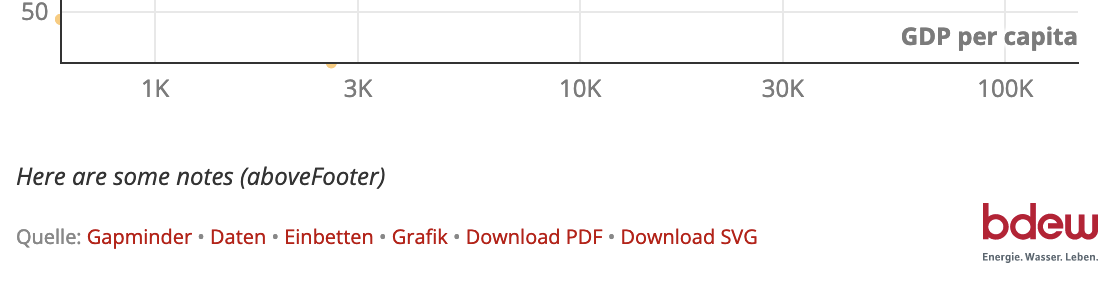 50
GDP per capita
1K 3K 10K 30K 100K
Here are some notes (aboveFooter)
bdew
Quelle: Gapminder • Daten • Einbetten • Grafik • Download PDF • Download SVG
Energie. Wasser. Leben.